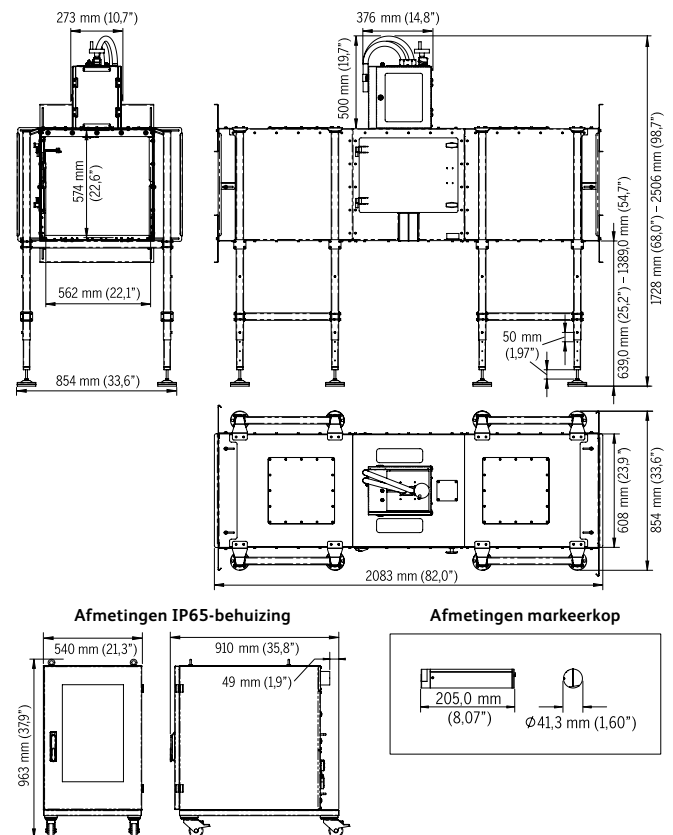 273 mm (10,7”)
376 mm (14,8”)
500 mm (19,7”)
574 mm
(22,6”)
562 mm (22,1”)
854 mm (33,6”)
50 mm
(1,97”)
639,0 mm (25,2”) – 1389,0 mm (54,7”)
1728 mm (68,0”) – 2506 mm (98,7”)
608 mm (23,9”)
854 mm (33,6”)
2083 mm (82,0”)
Afmetingen IP65-behuizing
540 mm (21,3”)
910 mm (35,8”)
49 mm (1,9”)
963 mm (37,9”)
Afmetingen markeerkop
205,0 mm
(8,07”)
Ø41,3 mm (1,60”)